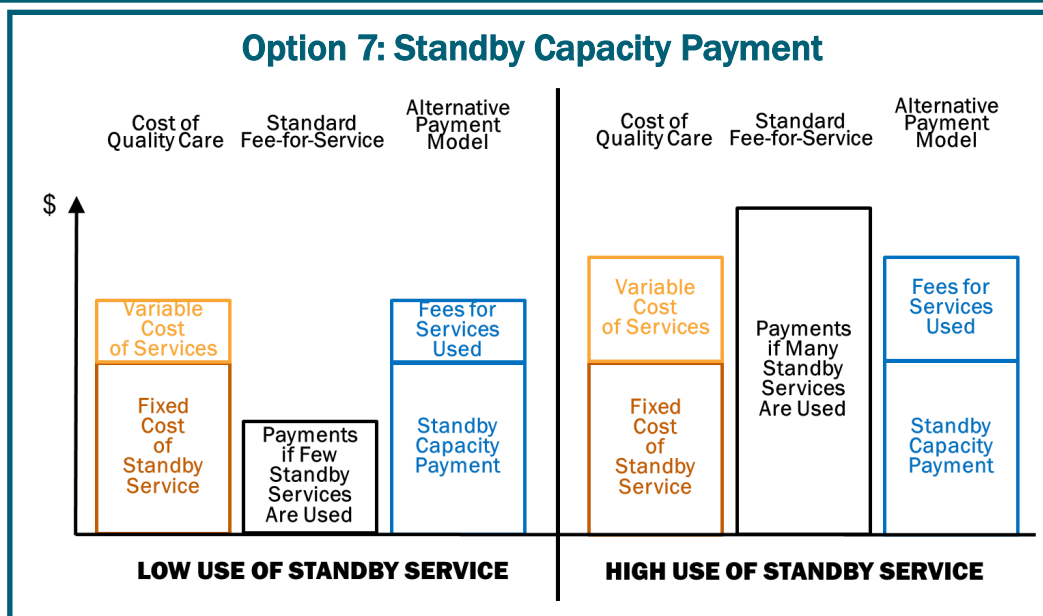 Option 7: Standby Capacity Payment
Cost of
Quality Care
Standard
Fee-for-Service
Alternative
Payment
Model
Cost of
Quality Care
Standard
Fee-for-Service
Alternative
Payment
Model
$
Variable
Cost
of Services
Fixed
Cost
of
Standby
Service
Payments
if Few
Standby
Services
Are Used
Fees for
Services
Used
Standby
Capacity
Payment
Variable
Cost
of Services
Fixed
Cost
of
Standby
Service
Payments
if Many
Standby
Services
Are Used
Fees for
Services
Used
Standby
Capacity
Payment
LOW USE OF STANDBY SERVICE
HIGH USE OF STANDBY SERVICE